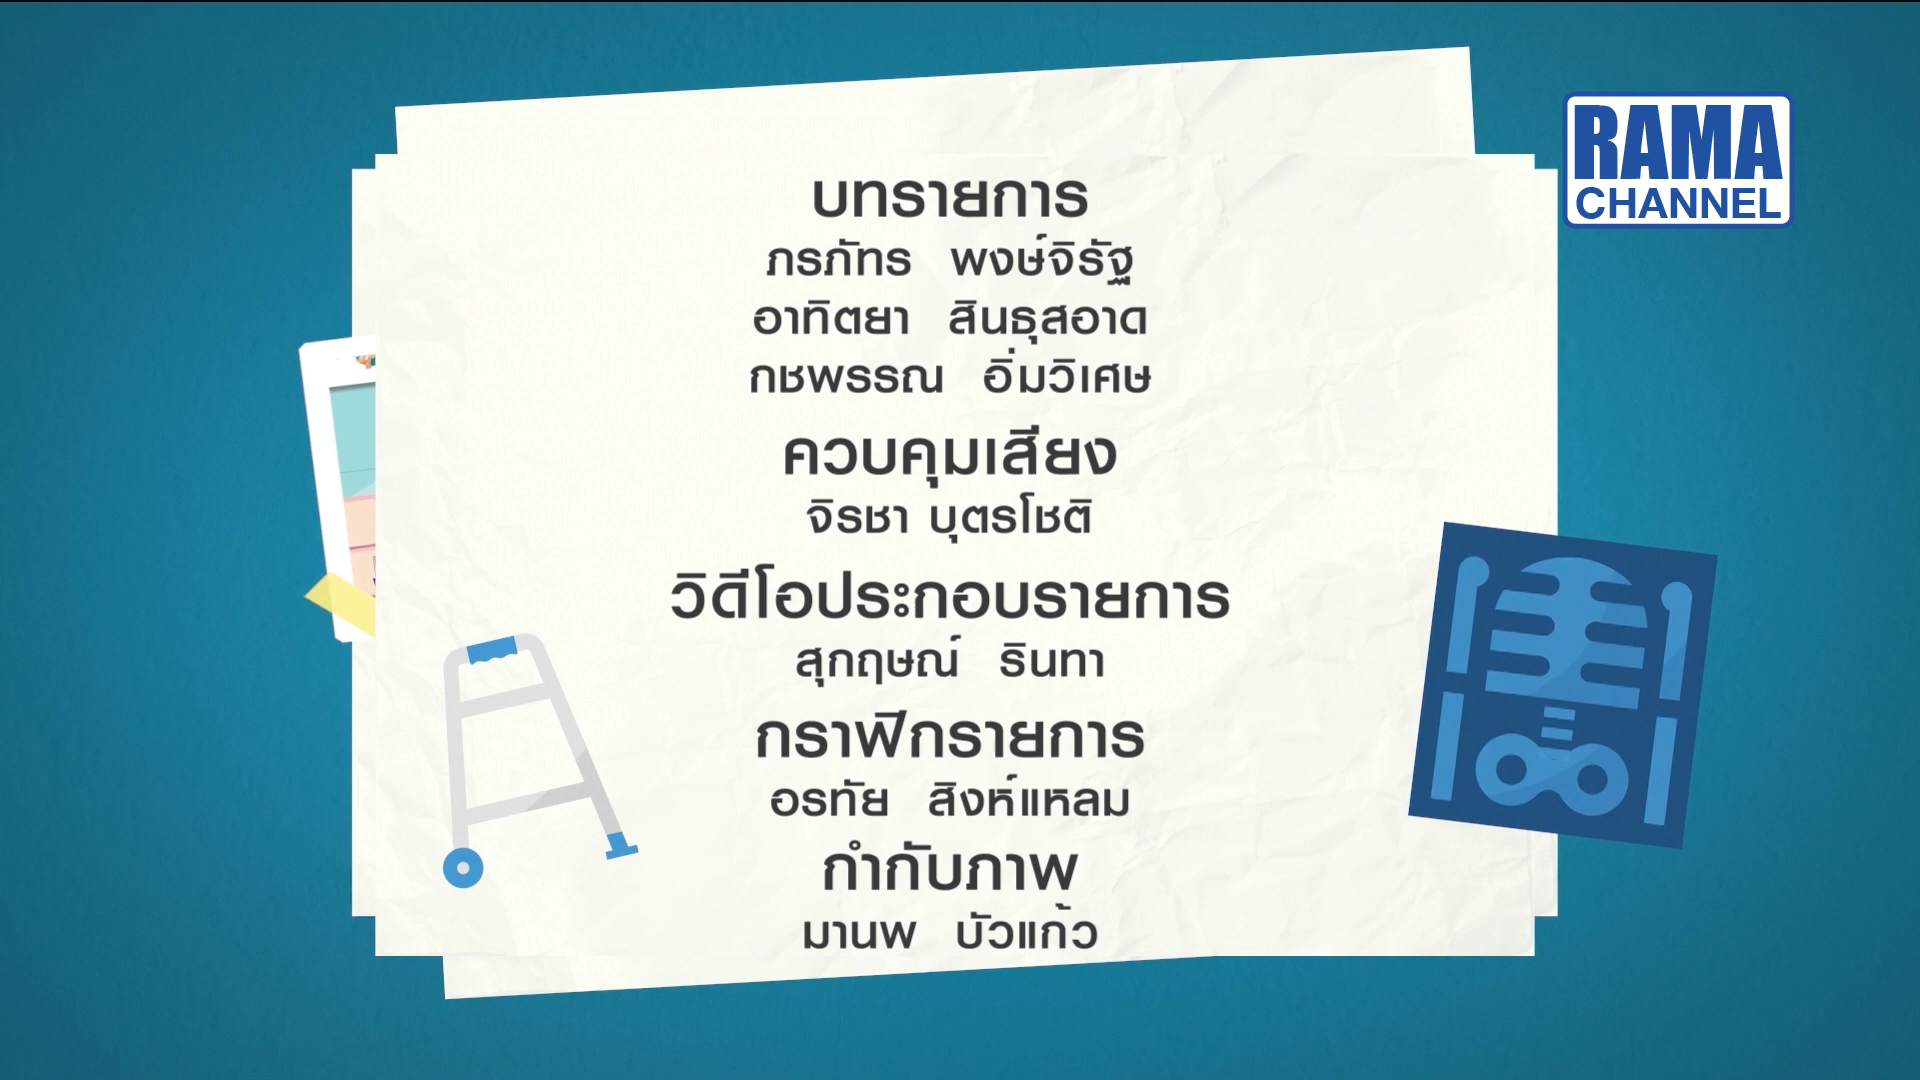 RAMA
CHANNEL
บทรายการ
ภรภัทร พงษ์จิรัฐ
อาทิตยา สินธุสอาด
กชพรรณ อิ่มวิเศษ
ควบคุมเสียง
จิรชา บุตรโชติ
วิดีโอประกอบรายการ
สุกฤษณ์ รินทา
กราฟิกรายการ
อรทัย สิงห์แหลม
กำกับภาพ
มานพ บัวแก้ว